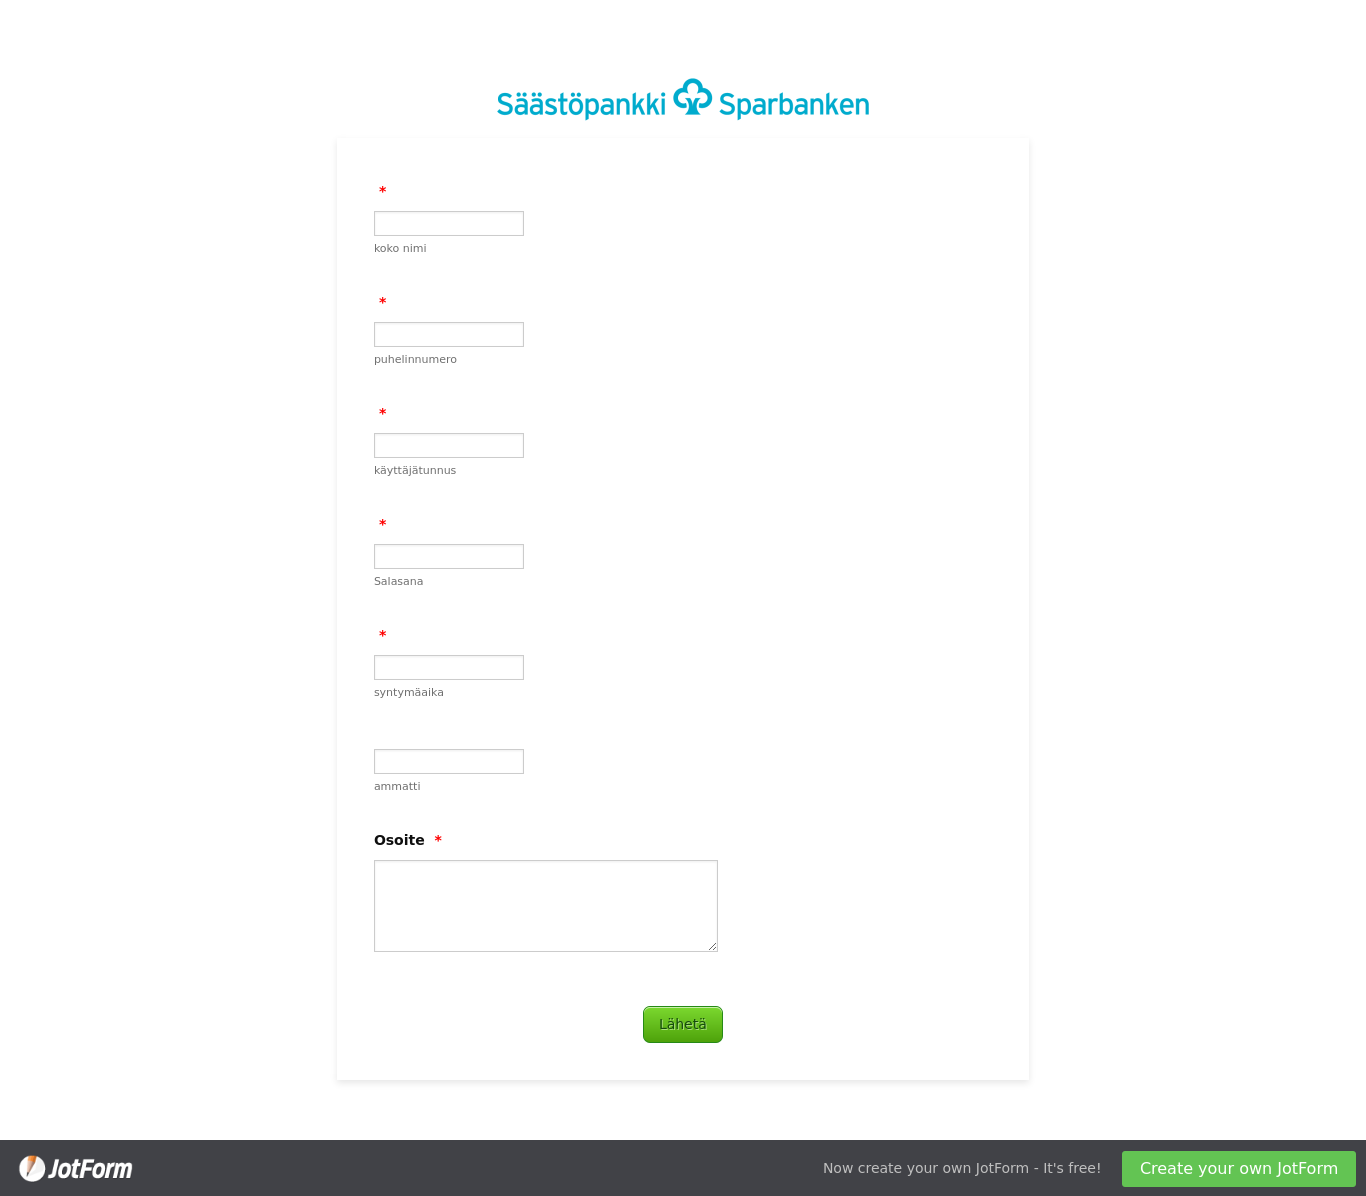 Säästöpankki Sparbanken
*
koko nimi
*
puhelinnumero
*
käyttäjätunnus
*
Salasana
*
syntymäaika
ammatti
Osoite *
Lähetä
JotForm
Now create your own JotForm - It's free!
Create your own JotForm